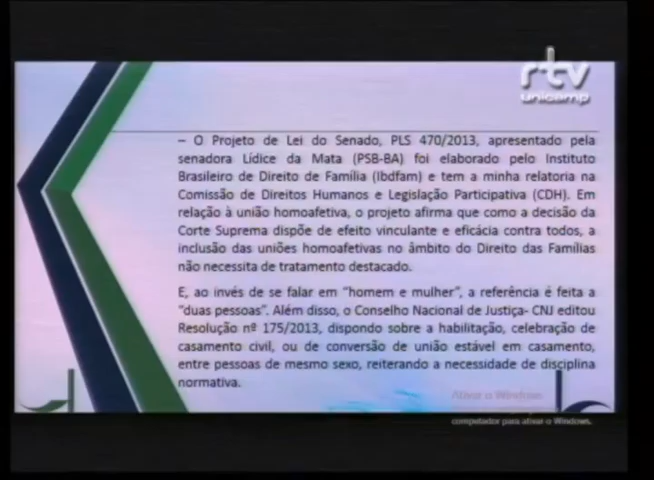 rtv
unicamp
– O Projeto de Lei do Senado, PLS 470/2013, apresentado pela
senadora Lídice da Mata (PSB-BA) foi elaborado pelo Instituto
Brasileiro de Direito de Família (Ibdfam) e tem a minha relatoria na
Comissão de Direitos Humanos e Legislação Participativa (CDH). Em
relação à união homoafetiva, o projeto afirma que como a decisão da
Corte Suprema dispõe de efeito vinculante e eficácia contra todos, a
inclusão das uniões homoafetivas no âmbito do Direito das Famílias
não necessita de tratamento destacado.
E, ao invés de se falar em "homem e mulher", a referência é feita a
"duas pessoas". Além disso, o Conselho Nacional de Justiça- CNJ editou
Resolução nº 175/2013, dispondo sobre a habilitação, celebração de
casamento civil, ou de conversão de união estável em casamento,
entre pessoas de mesmo sexo, reiterando a necessidade de disciplina
normativa.
Ativar o Windows
computador para ativar o Windows.